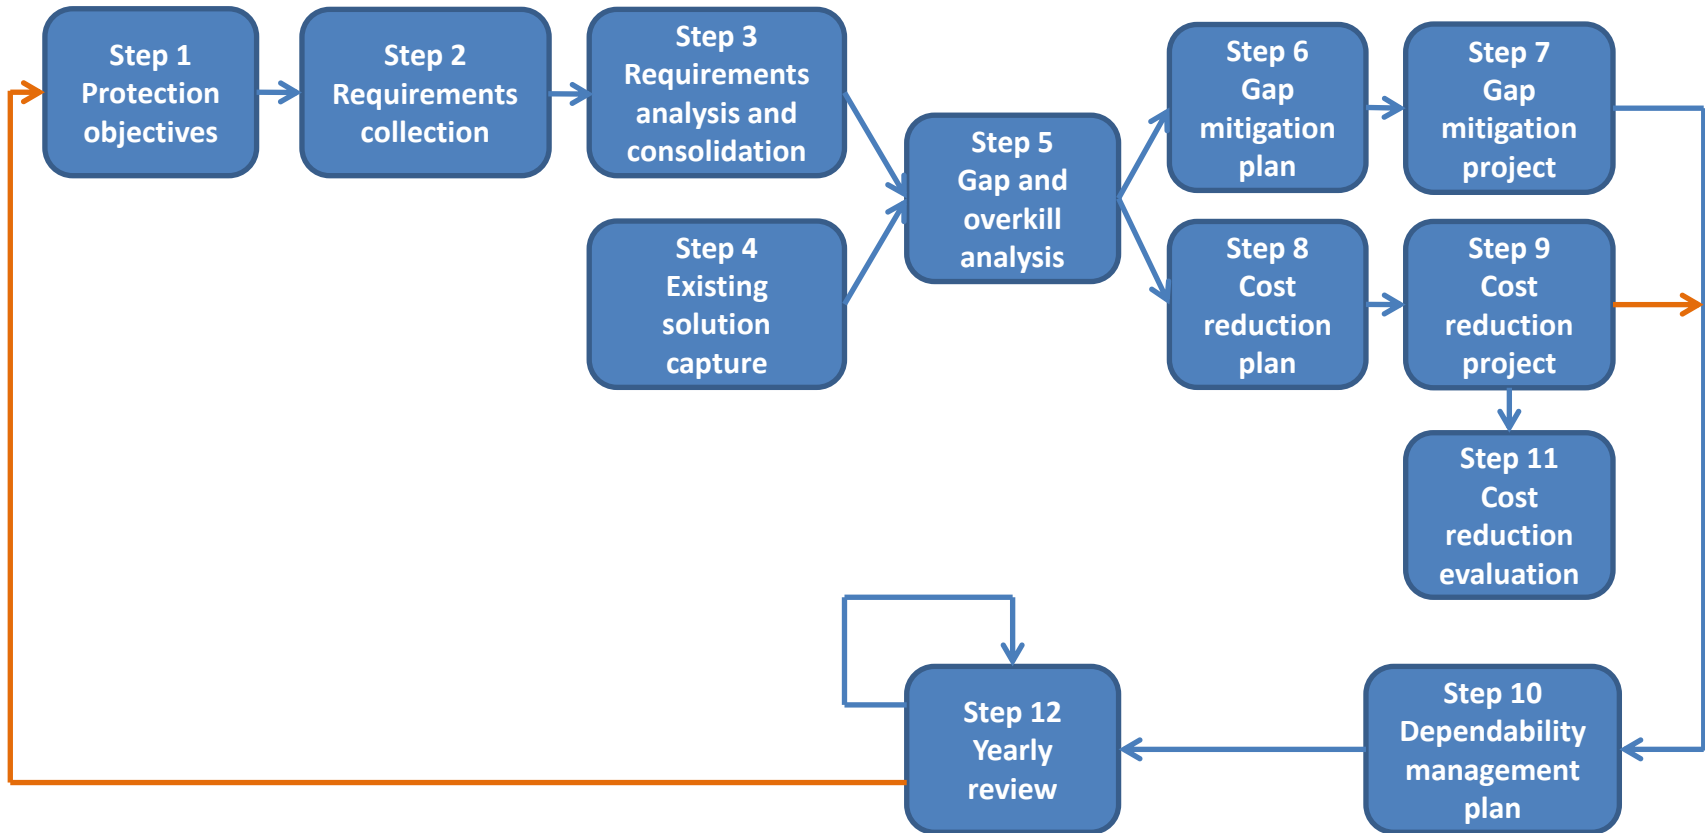 Step 1
Protection
objectives
Step 2
Requirements
collection
Step 3
Requirements
analysis and
consolidation
Step 4
Existing
solution
capture
Step 5
Gap and
overkill
analysis
Step 6
Gap
mitigation
plan
Step 7
Gap
mitigation
project
Step 8
Cost
reduction
plan
Step 9
Cost
reduction
project
Step 11
Cost
reduction
evaluation
Step 12
Yearly
review
Step 10
Dependability
management
plan